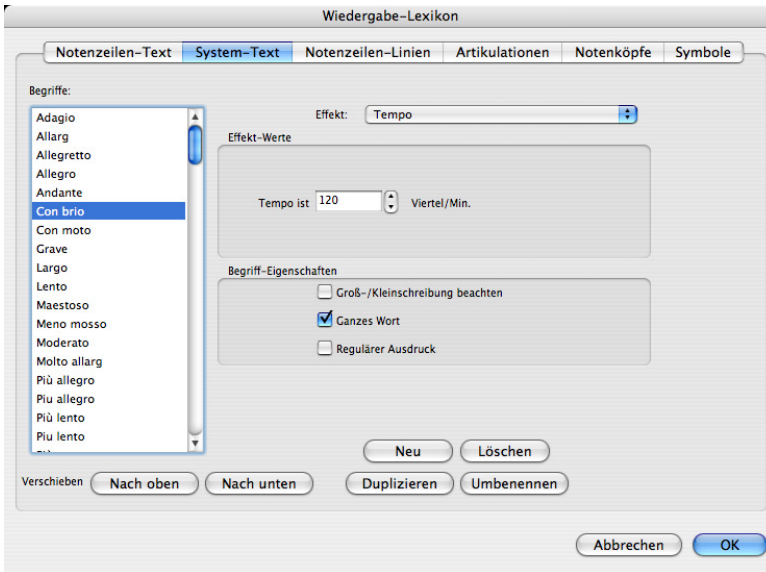 Wiedergabe-Lexikon
Notenzeilen-Text System-Text Notenzeilen-Linien Artikulationen Notenköpfe Symbole
Begriffe:
Adagio
Allarg
Allegretto
Allegro
Andante
Con brio
Con moto
Grave
Largo
Lento
Maestoso
Meno mosso
Moderato
Molto allarg
Più allegro
Piu allegro
Più lento
Piu lento
Effekt: Tempo
Effekt-Werte
Tempo ist 120 Viertel/Min.
Begriff-Eigenschaften
Groß-/Kleinschreibung beachten
Ganzes Wort
Regulärer Ausdruck
Neu Löschen
Verschieben Nach oben Nach unten Duplizieren Umbenennen
Abbrechen OK